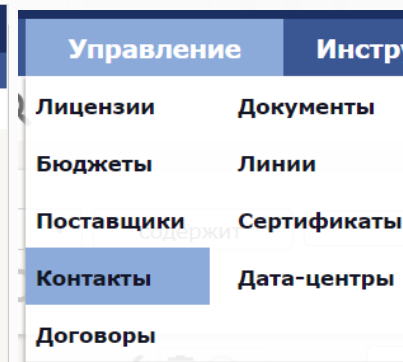 Управление
Лицензии Документы
Бюджеты Линии
Поставщики Сертификаты
Контакты Дата-центры
Договоры